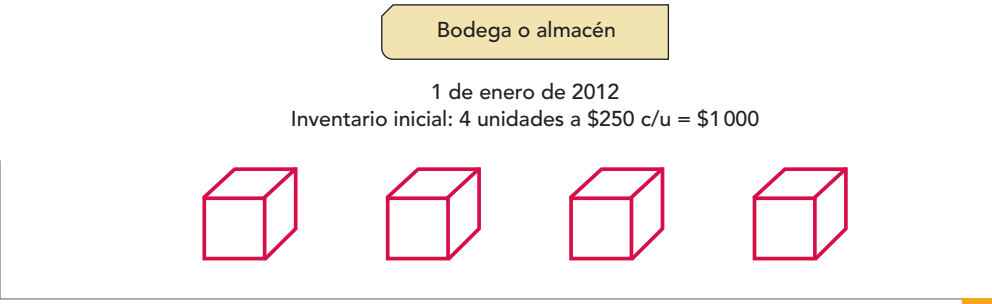 Bodega o almacén
1 de enero de 2012
Inventario inicial: 4 unidades a $250 c/u = $1 000